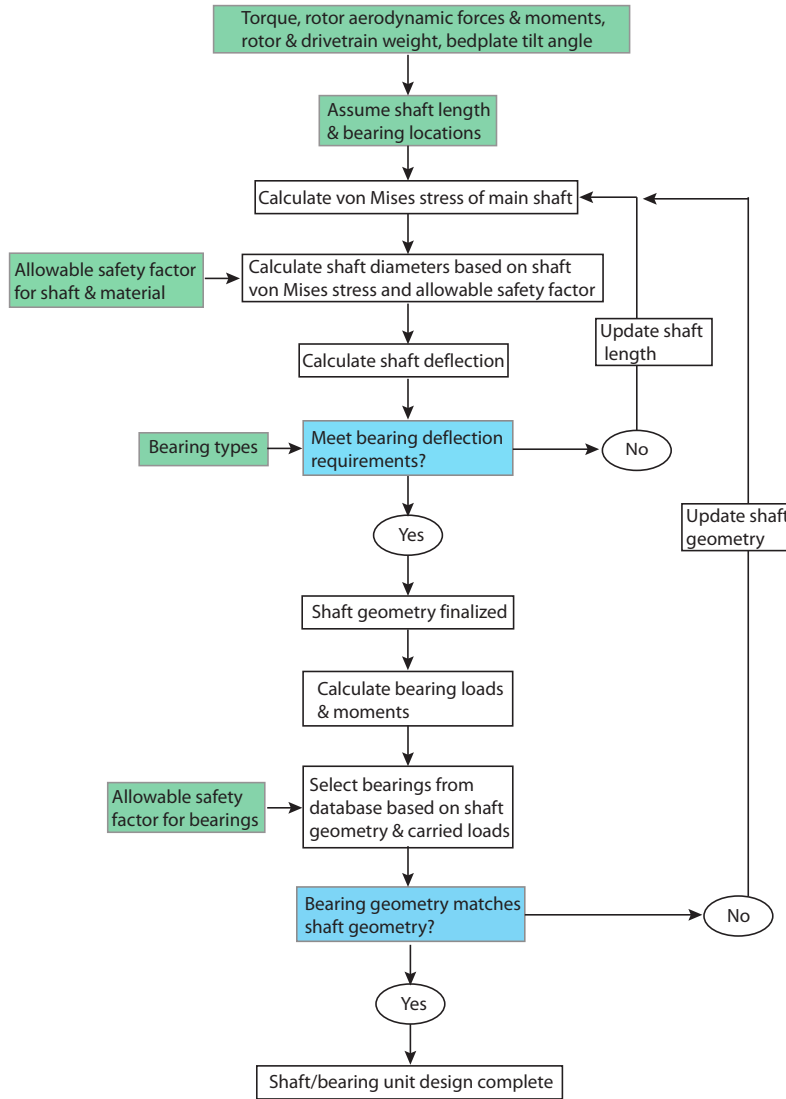 Torque, rotor aerodynamic forces & moments,
rotor & drivetrain weight, bedplate tilt angle
Assume shaft length
& bearing locations
Calculate von Mises stress of main shaft
Allowable safety factor
for shaft & material
Calculate shaft diameters based on shaft
von Mises stress and allowable safety factor
Update shaft
length
Calculate shaft deflection
Bearing types
Meet bearing deflection
requirements?
No
Update shaft
geometry
Yes
Shaft geometry finalized
Calculate bearing loads
& moments
Allowable safety
factor for bearings
Select bearings from
database based on shaft
geometry & carried loads
Bearing geometry matches
shaft geometry?
No
Yes
Shaft/bearing unit design complete